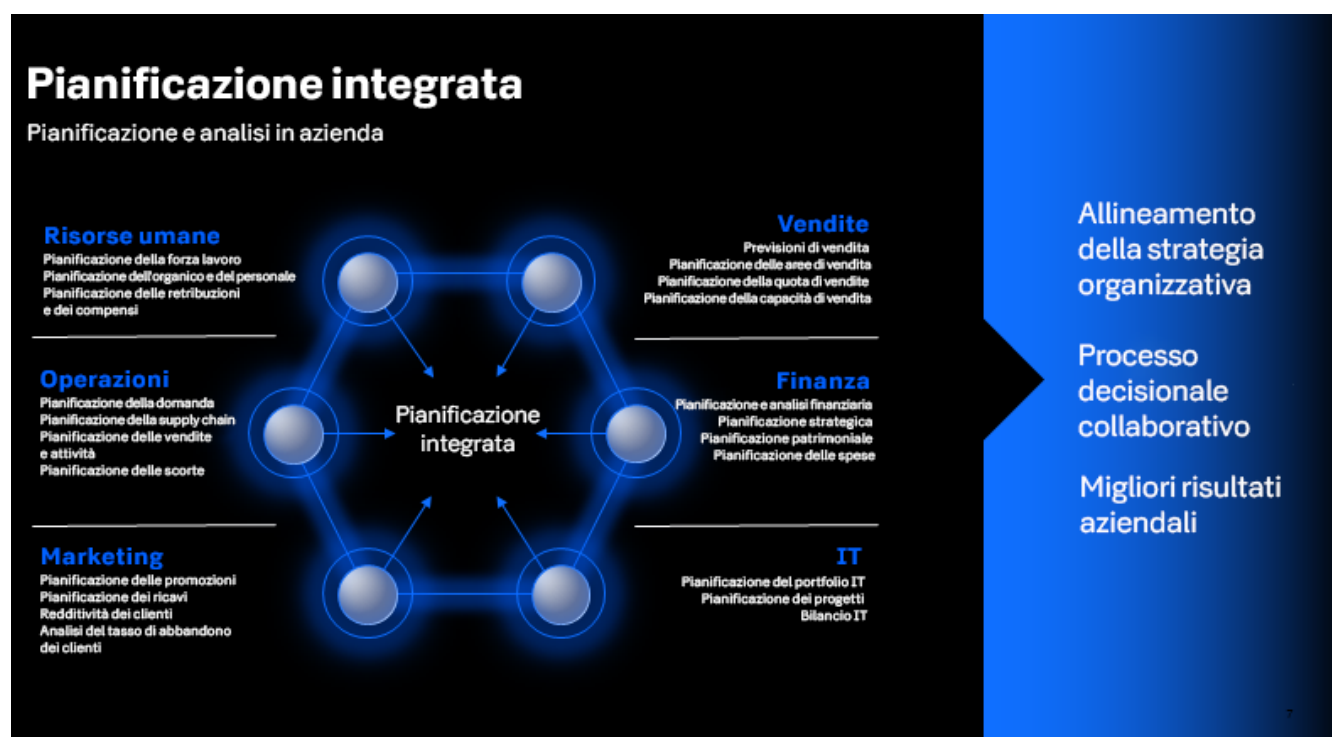 Pianificazione integrata
Pianificazione e analisi in azienda
Risorse umane
Pianificazione della forza lavoro
Pianificazione dell'organico e del personale
Pianificazione delle retribuzioni
e dei compensi
Operazioni
Pianificazione della domanda
Pianificazione della supply chain
Pianificazione delle vendite
e attività
Pianificazione delle scorte
Marketing
Pianificazione delle promozioni
Pianificazione dei ricavi
Redditività dei clienti
Analisi del tasso di abbandono
dei clienti
Pianificazione
integrata
Vendite
Previsioni di vendita
Pianificazione delle aree di vendita
Pianificazione della quota di vendite
Pianificazione della capacità di vendita
Finanza
Pianificazione e analisi finanziaria
Pianificazione strategica
Pianificazione patrimoniale
Pianificazione delle spese
IT
Pianificazione del portfolio IT
Pianificazione dei progetti
Bilancio IT
Allineamento
della strategia
organizzativa
Processo
decisionale
collaborativo
Migliori risultati
aziendali
7